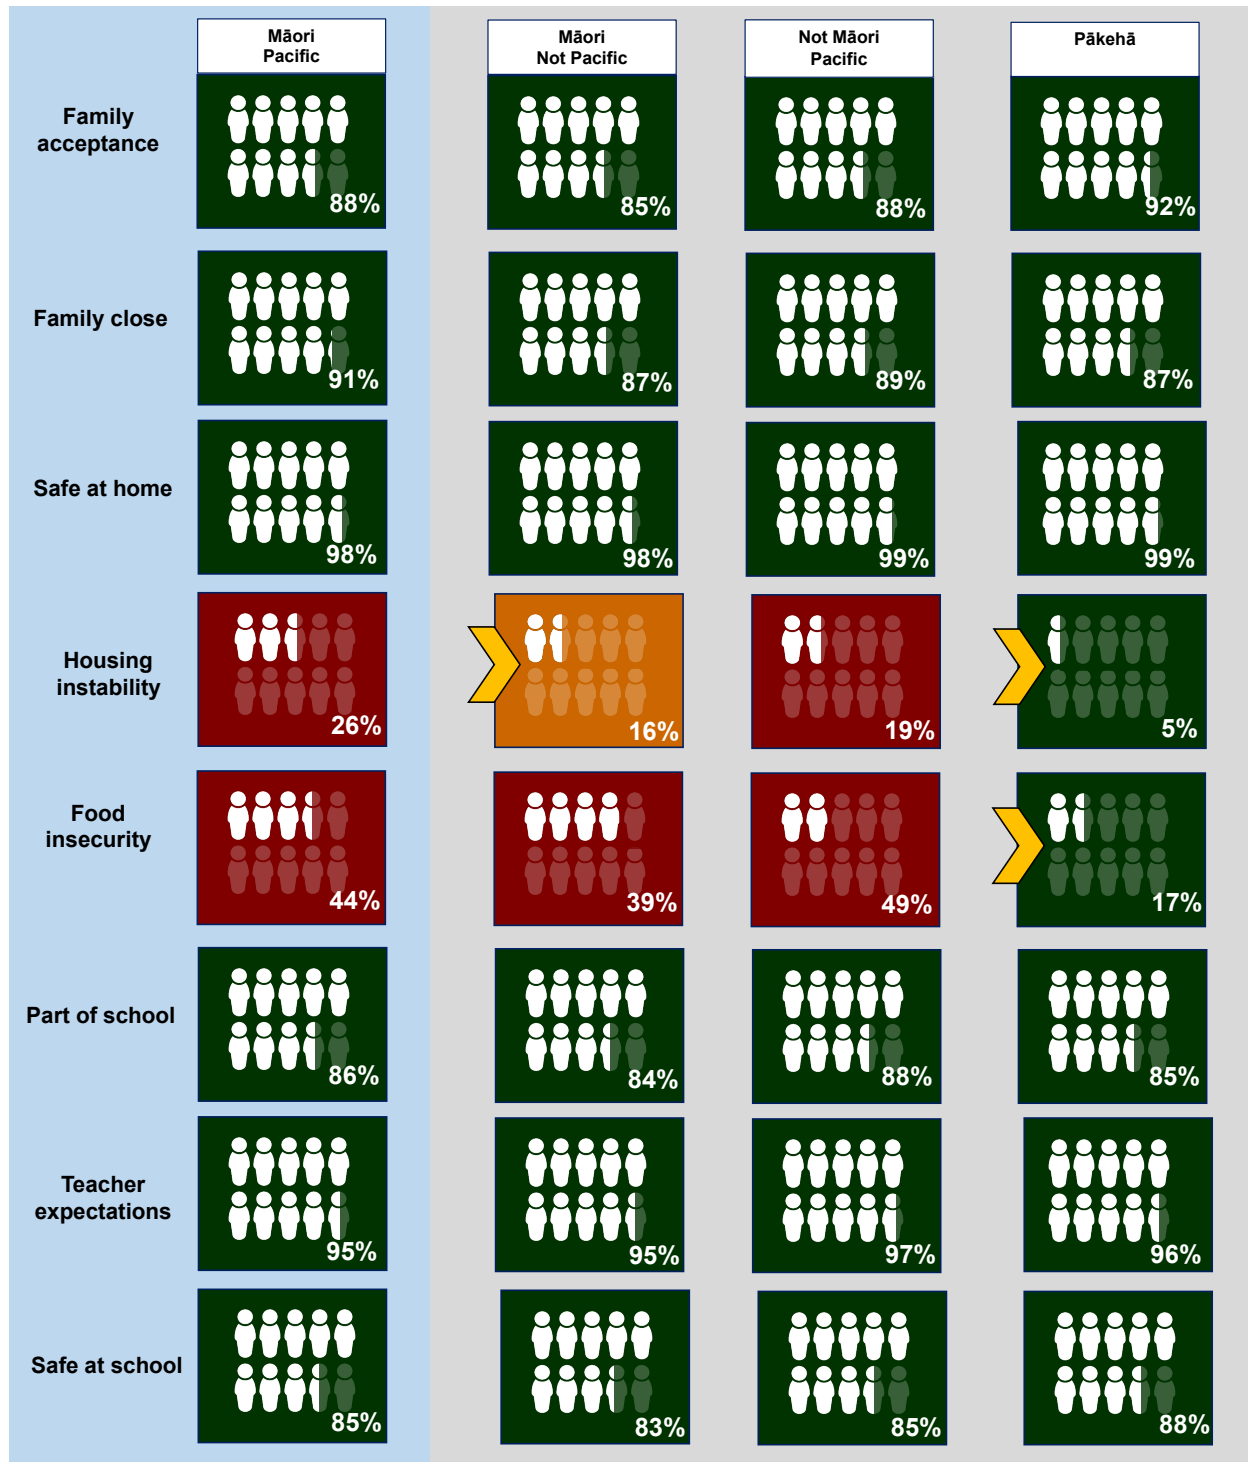 Māori
Pacific
Māori
Not Pacific
Not Māori
Pacific
Pākehā
Family
acceptance
88%
85%
88%
92%
Family close
91%
87%
89%
87%
Safe at home
98%
98%
99%
99%
Housing
instability
26%
16%
19%
5%
Food
insecurity
44%
39%
49%
17%
Part of school
86%
84%
88%
85%
Teacher
expectations
95%
95%
97%
96%
Safe at school
85%
83%
85%
88%